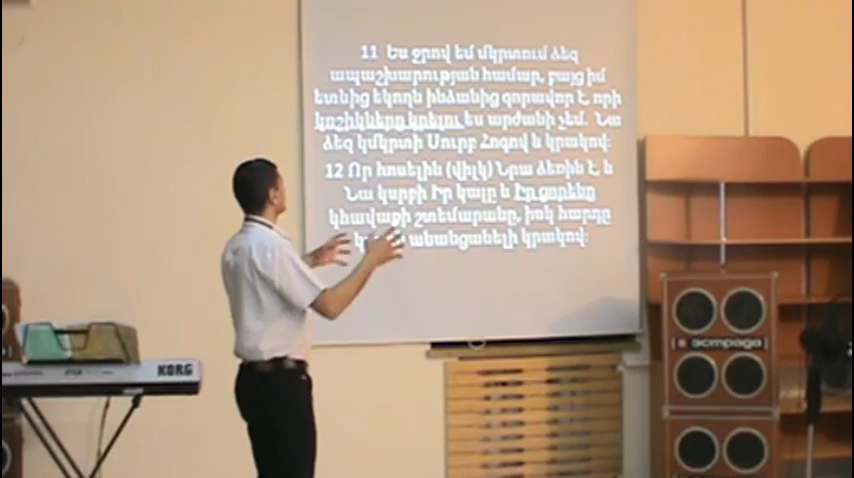 11 Ես ջրով եմ մկրտում ձեզ
ապաշխարության համար, բայց իմ
ետևից եկողն ինձանից զորավոր է, որի
կոշիկները կրելու ես արժանի չեմ. Նա
ձեզ կմկրտի Սուրբ Հոգով և կրակով:
12 Որ հոսելին (վիլկ) Նրա ձեռին է, և
Նա կսրբի Իր կալը և Իր ցորենը
կհավաքի շտեմարանը, իսկ հարդը
անանցանելի կրակով:
KORG
эстрада